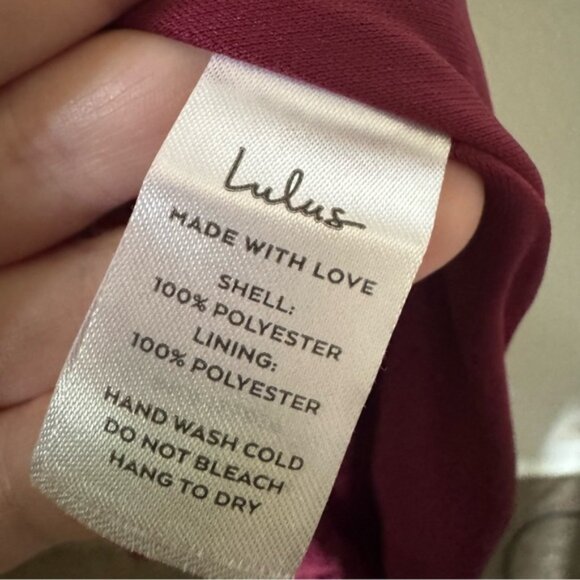 Lulus
MADE WITH LOVE
SHELL:
100% POLYESTER
LINING:
100% POLYESTER
HAND WASH COLD
DO NOT BLEACH
HANG TO DRY